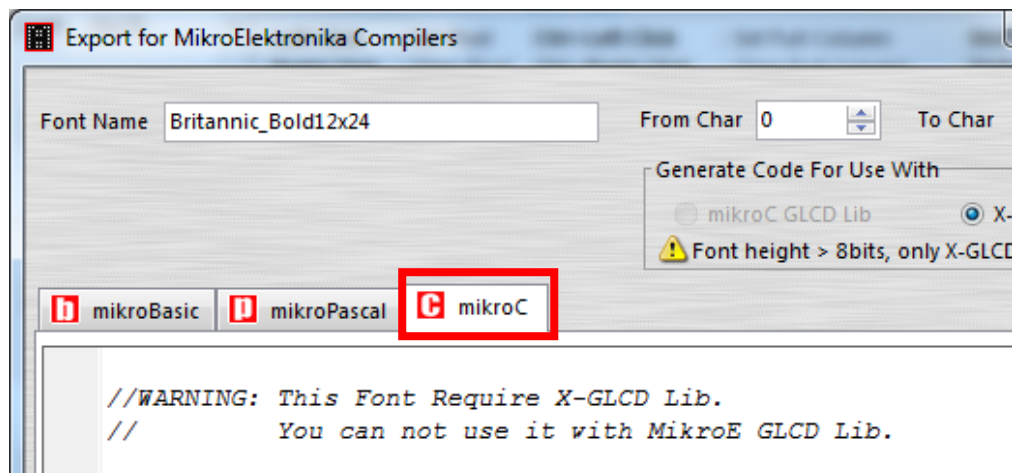 Export for MikroElektronika Compilers
Font Name Britannic_Bold12x24 From Char 0 To Char
Generate Code For Use With
mikroC GLCD Lib X-
Font height > 8bits, only X-GLCD
mikroBasic mikroPascal mikroC
//WARNING: This Font Require X-GLCD Lib.
// You can not use it with MikroE GLCD Lib.